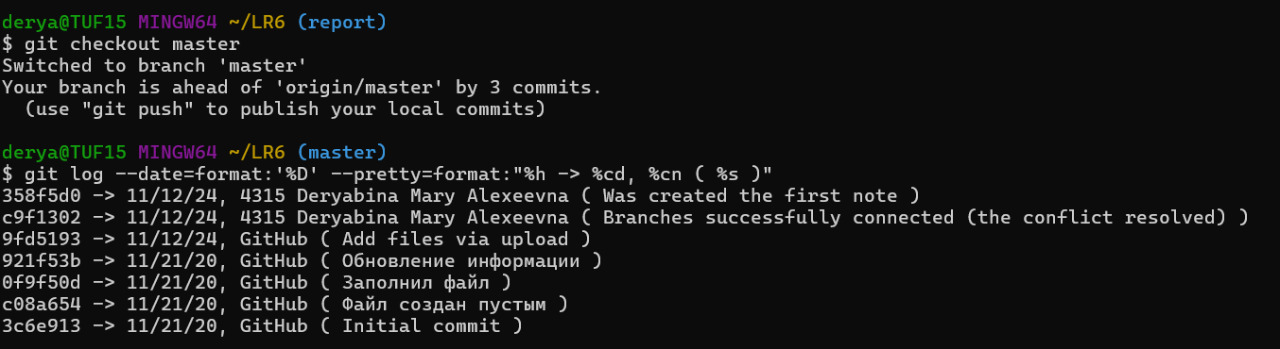 derya@TUF15 MINGW64 ~/LR6 (report)
$ git checkout master
Switched to branch 'master'
Your branch is ahead of 'origin/master' by 3 commits.
  (use "git push" to publish your local commits)

derya@TUF15 MINGW64 ~/LR6 (master)
$ git log --date=format:'%D' --pretty=format:"%h -> %cd, %cn ( %s )"
358f5d0 -> 11/12/24, 4315 Deryabina Mary Alexeevna ( Was created the first note )
c9f1302 -> 11/12/24, 4315 Deryabina Mary Alexeevna ( Branches successfully connected (the conflict resolved) )
9fd5193 -> 11/12/24, GitHub ( Add files via upload )
921f53b -> 11/21/20, GitHub ( Обновление информации )
0f9f50d -> 11/21/20, GitHub ( Заполнил файл )
c08a654 -> 11/21/20, GitHub ( Файл создан пустым )
3c6e913 -> 11/21/20, GitHub ( Initial commit )